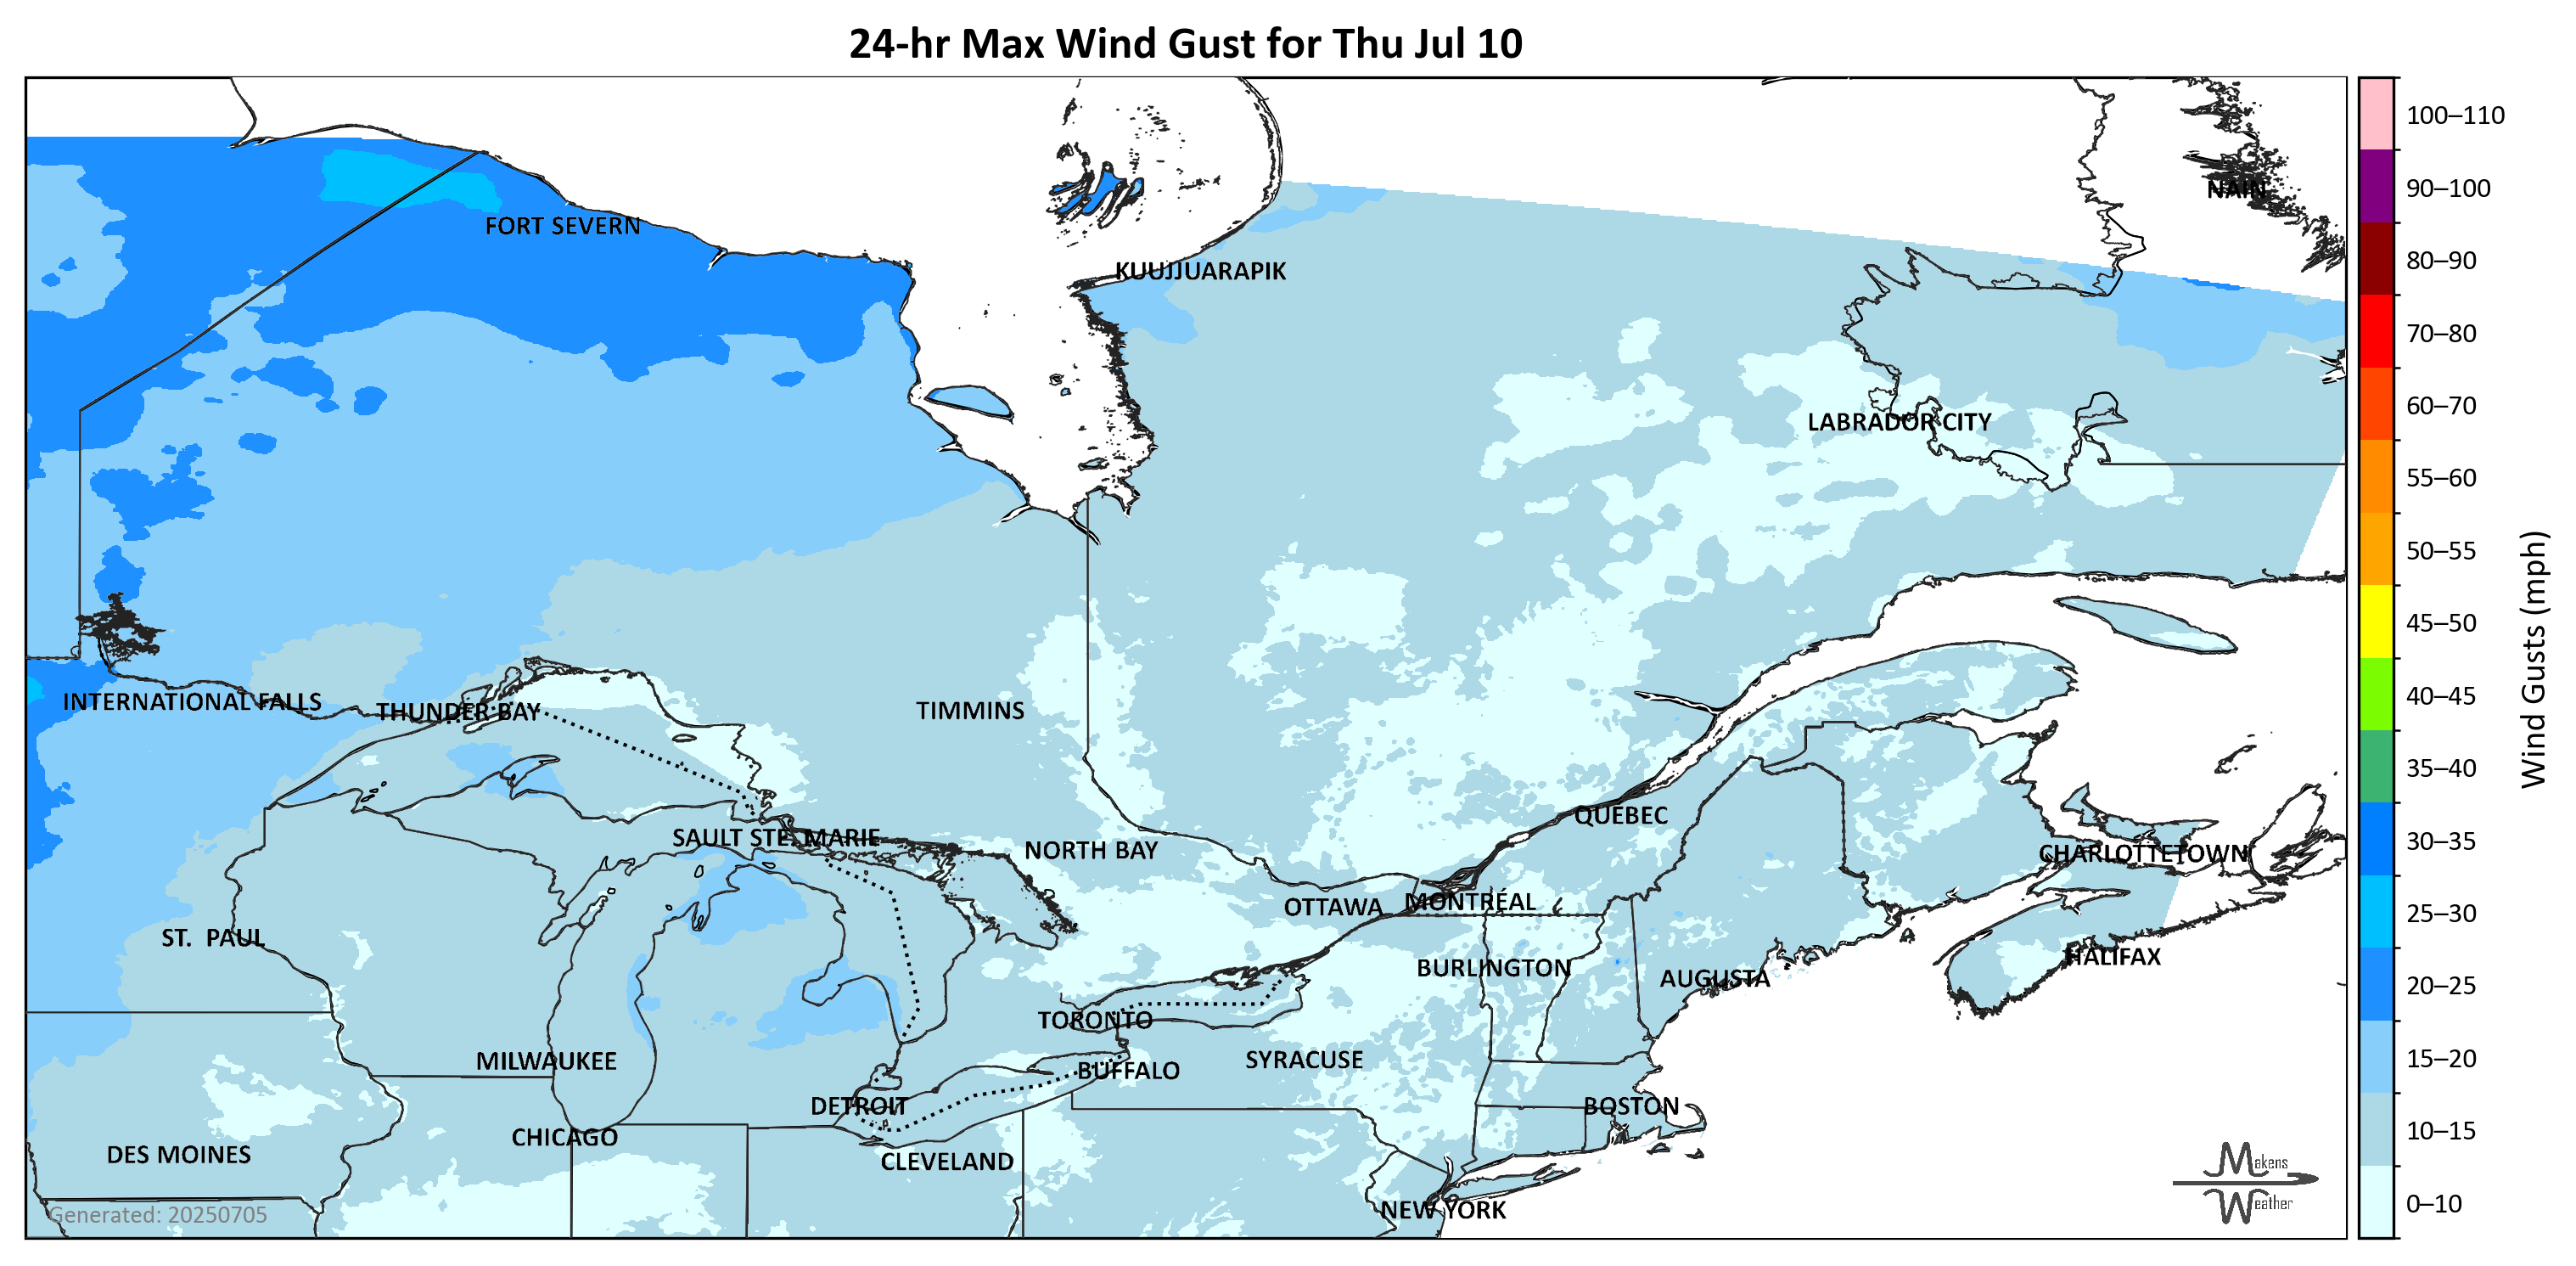 24-hr Max Wind Gust for Thu Jul 10
100–110
90–100
NAIN
FORT SEVERN
80–90
KUUJJUARAPIK
70–80
60–70
LABRADOR CITY
55–60
50–55
45–50
Wind Gusts (mph)
40–45
INTERNATIONAL FALLS
THUNDER BAY
TIMMINS
35–40
QUEBEC
30–35
SAULT STE. MARIE
NORTH BAY
CHARLOTTETOWN
OTTAWA
MONTRÉAL
25–30
ST.  PAUL
HALIFAX
BURLINGTON
AUGUSTA
20–25
TORONTO
MILWAUKEE
SYRACUSE
15–20
BUFFALO
DETROIT
BOSTON
CHICAGO
10–15
DES MOINES
CLEVELAND
Makens
Weather
0–10
NEW YORK
Generated: 20250705